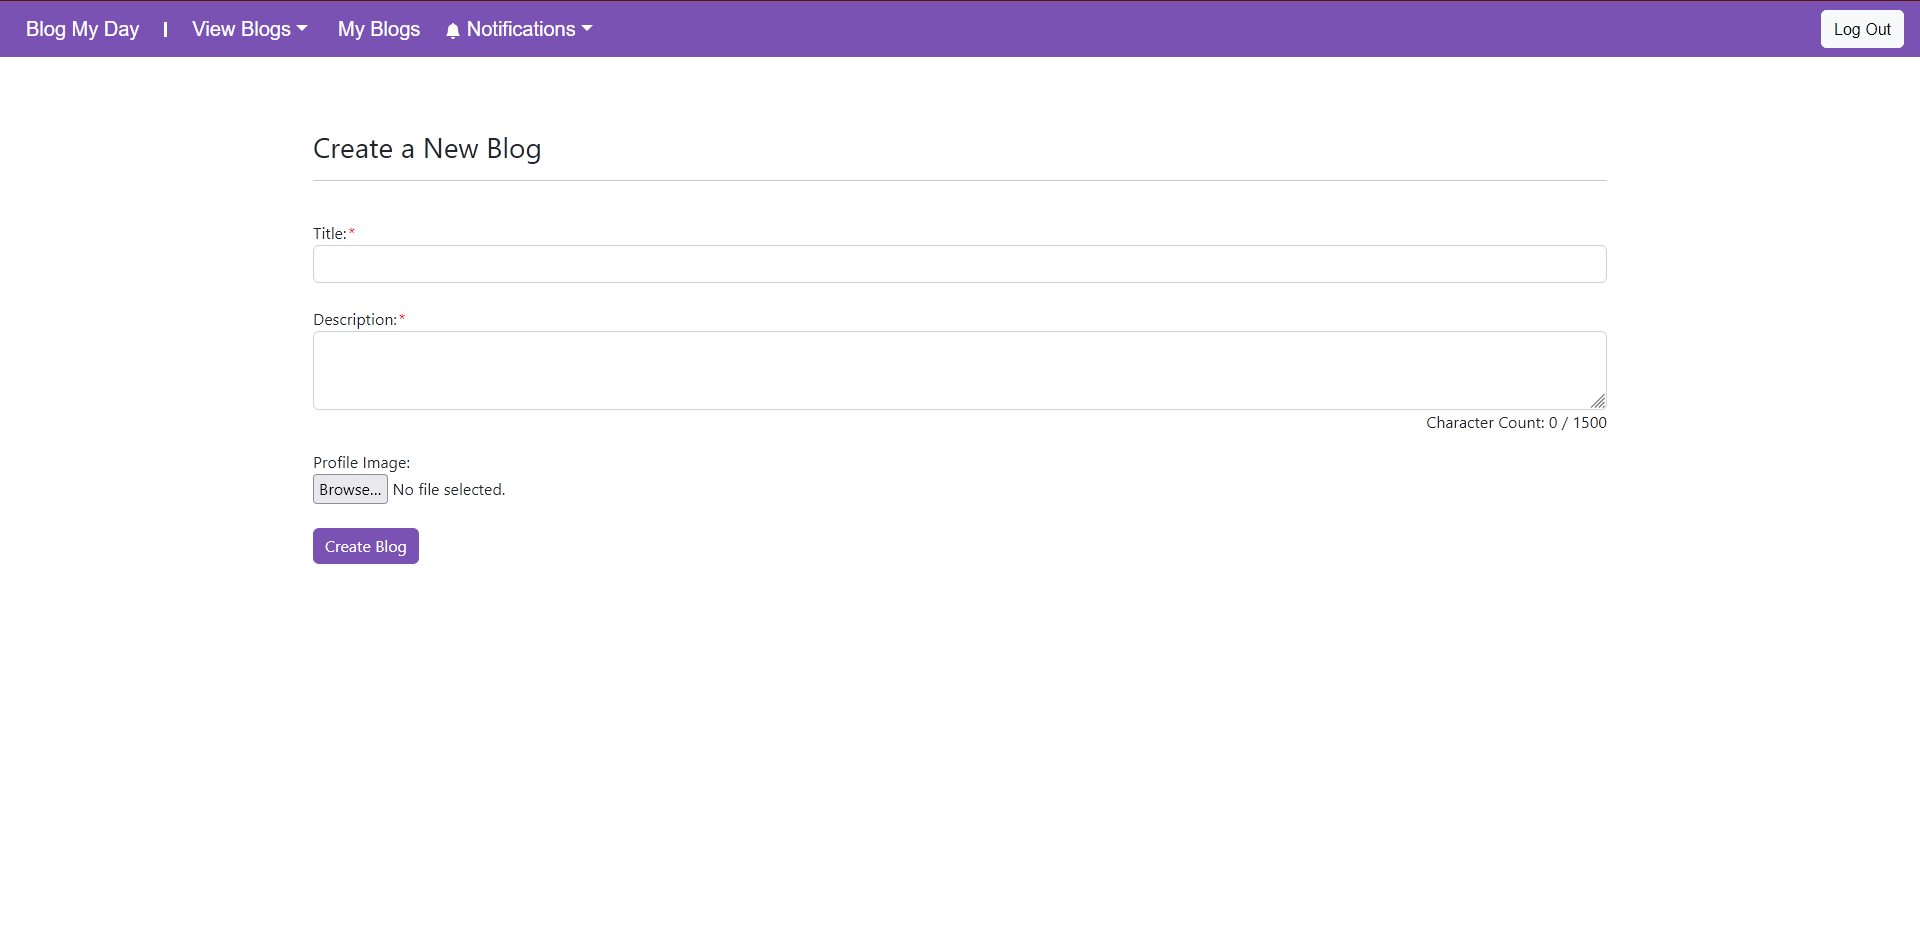 Blog My Day | View Blogs My Blogs Notifications Log Out
Create a New Blog
Title:*
Description:*
Character Count: 0 / 1500
Profile Image:
Browse... No file selected.
Create Blog